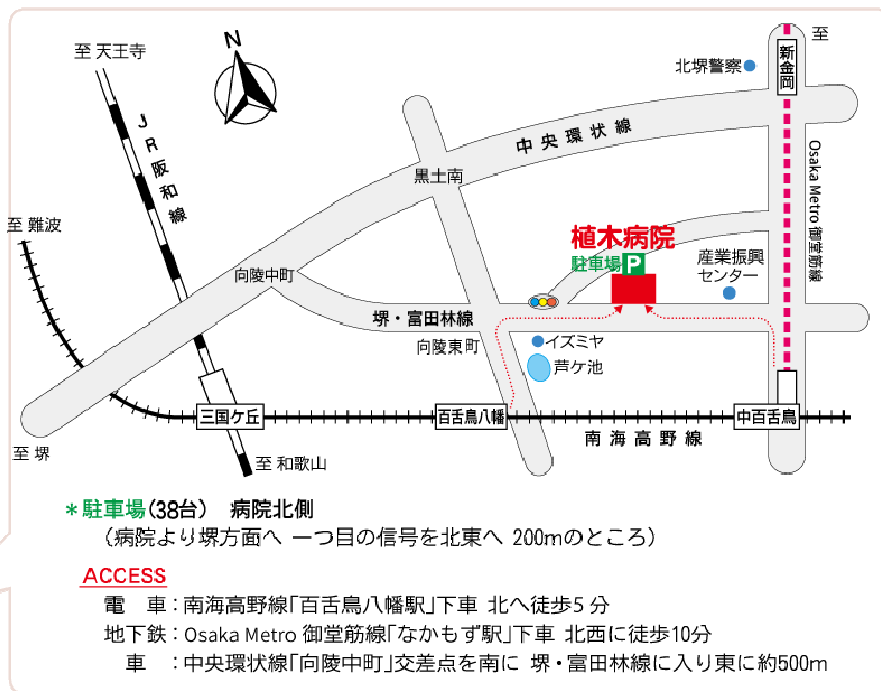 至 天王寺
N
至
新金岡
北堺警察
JR阪和線
中央環状線
Osaka Metro 御堂筋線
黒土南
至 難波
植木病院
駐車場 P
産業振興
センター
向陵中町
堺・富田林線
向陵東町
イズミヤ
芦ケ池
三国ケ丘
百舌鳥八幡
中百舌鳥
南海高野線
至 堺
至 和歌山
＊駐車場(38台) 病院北側
（病院より堺方面へ 一つ目の信号を北東へ 200mのところ）
ACCESS
電 車：南海高野線「百舌鳥八幡駅」下車 北へ徒歩5分
地下鉄：Osaka Metro 御堂筋線「なかもず駅」下車 北西に徒歩10分
車 ：中央環状線「向陵中町」交差点を南に 堺・富田林線に入り東に約500m